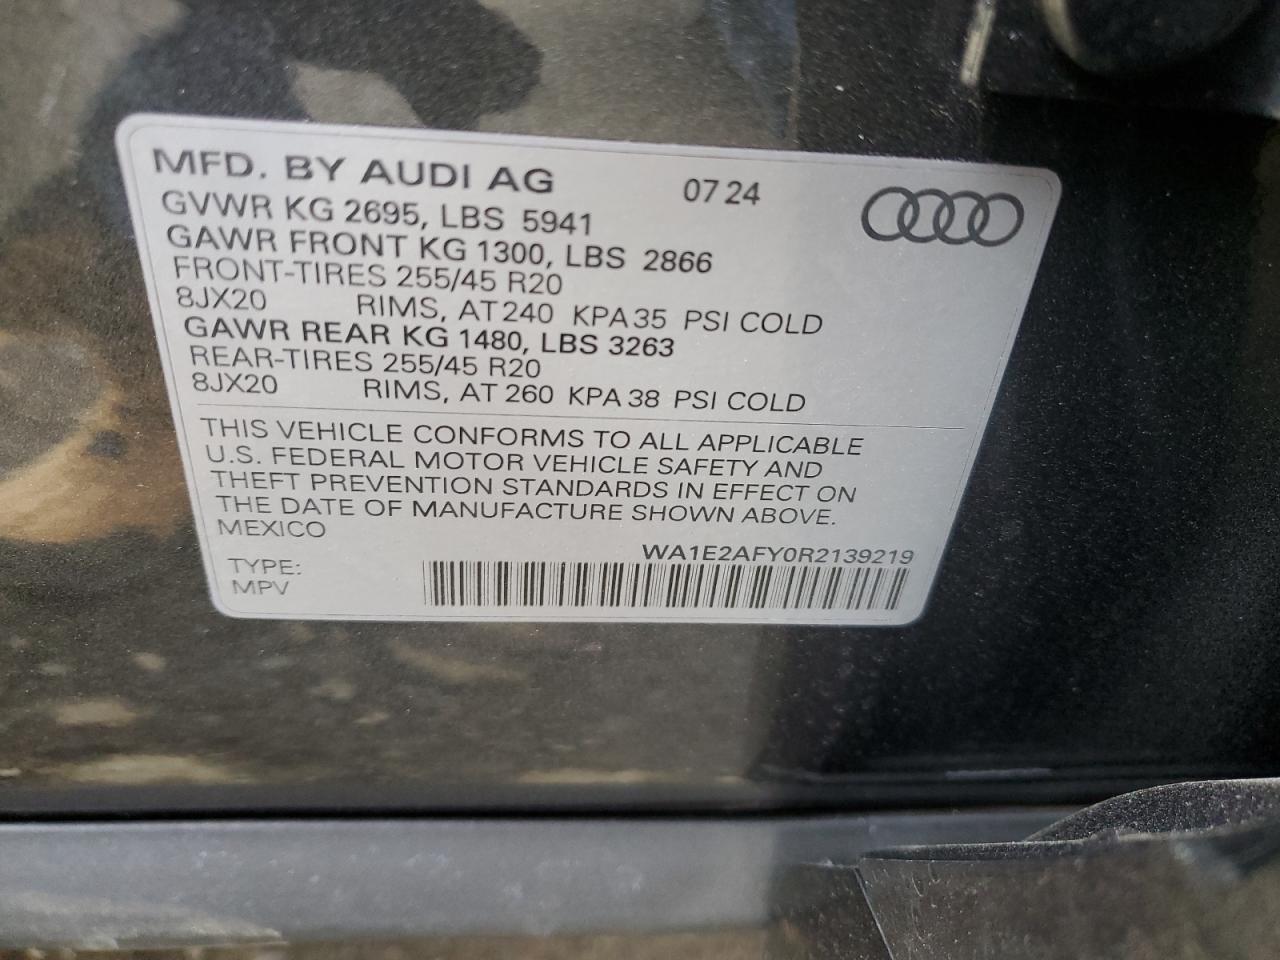 MFD. BY AUDI AG 07 24
GVWR KG 2695, LBS 5941
GAWR FRONT KG 1300, LBS 2866
FRONT-TIRES 255/45 R20
8JX20 RIMS, AT 240 KPA 35 PSI COLD
GAWR REAR KG 1480, LBS 3263
REAR-TIRES 255/45 R20
8JX20 RIMS, AT 260 KPA 38 PSI COLD
THIS VEHICLE CONFORMS TO ALL APPLICABLE
U.S. FEDERAL MOTOR VEHICLE SAFETY AND
THEFT PREVENTION STANDARDS IN EFFECT ON
THE DATE OF MANUFACTURE SHOWN ABOVE.
MEXICO
WA1E2AFY0R2139219
TYPE:
MPV